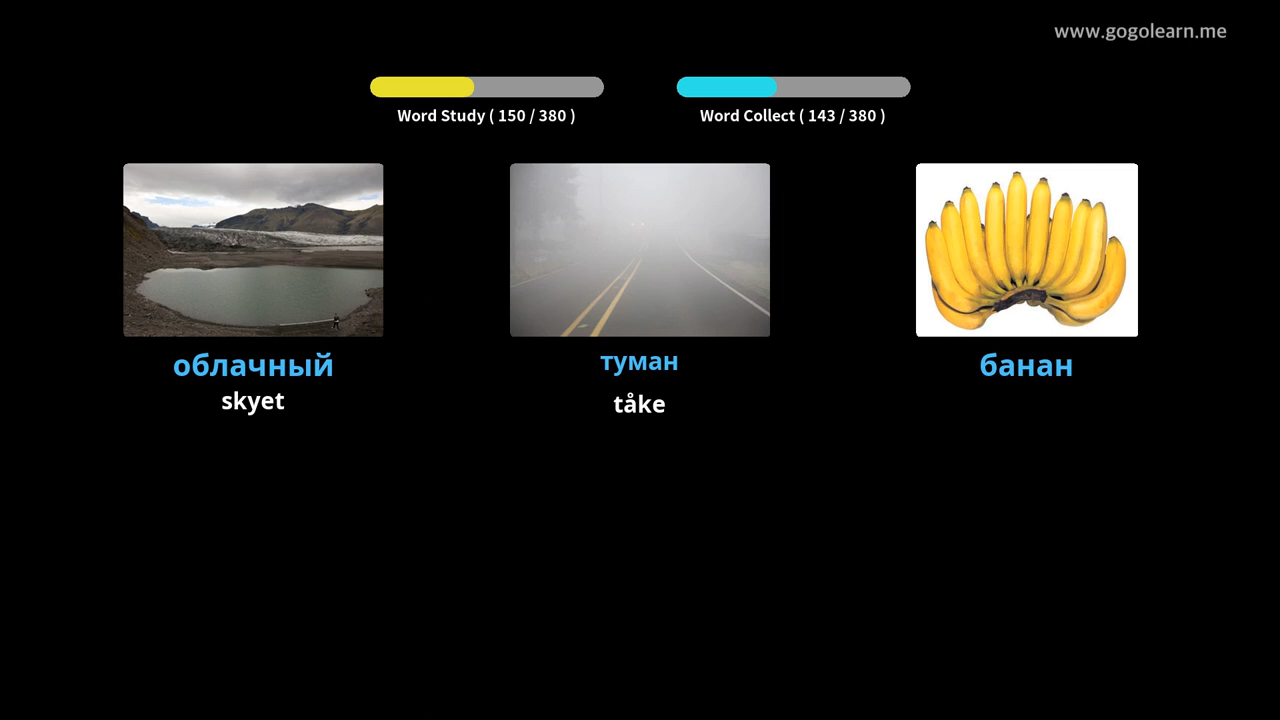 www.gogolearn.me
Word Study ( 150 / 380 )
Word Collect ( 143 / 380 )
облачный
skyet
туман
tåke
банан